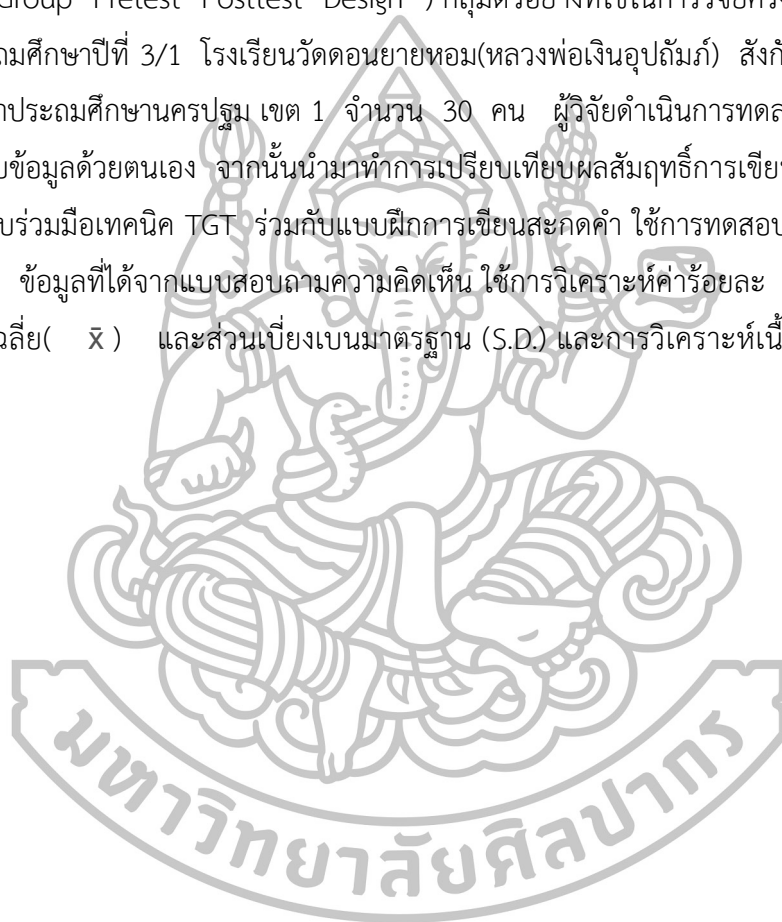 Group Pretest Posttest Design ) กลุ่มตัวอย่างที่ใช้ในการวิจัยครั้ง
ถมศึกษาปีที่ 3/1 โรงเรียนวัดดอนยายหอม(หลวงพ่อเงินอุปถัมภ์) สังกั
าประถมศึกษานครปฐม เขต 1 จำนวน 30 คน ผู้วิจัยดำเนินการทดล
บข้อมูลด้วยตนเอง จากนั้นนำมาทำการเปรียบเทียบผลสัมฤทธิ์การเขียน
บร่วมมือเทคนิค TGT ร่วมกับแบบฝึกการเขียนสะกดคำ ใช้การทดสอบ
ข้อมูลที่ได้จากแบบสอบถามความคิดเห็น ใช้การวิเคราะห์ค่าร้อยละ
ฉลี่ย( x̄ ) และส่วนเบี่ยงเบนมาตรฐาน (S.D.) และการวิเคราะห์เนื้
มหาวิทยาลัยศิลปากร